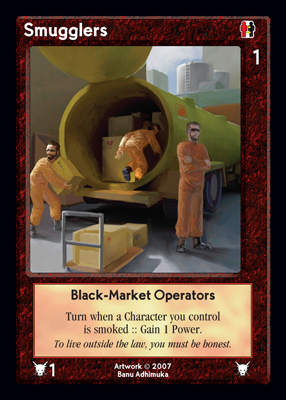 Smugglers
1
Black-Market Operators
Turn when a Character you control
is smoked :: Gain 1 Power.
To live outside the law, you must be honest.
1
Artwork © 2007
Banu Adhimuka